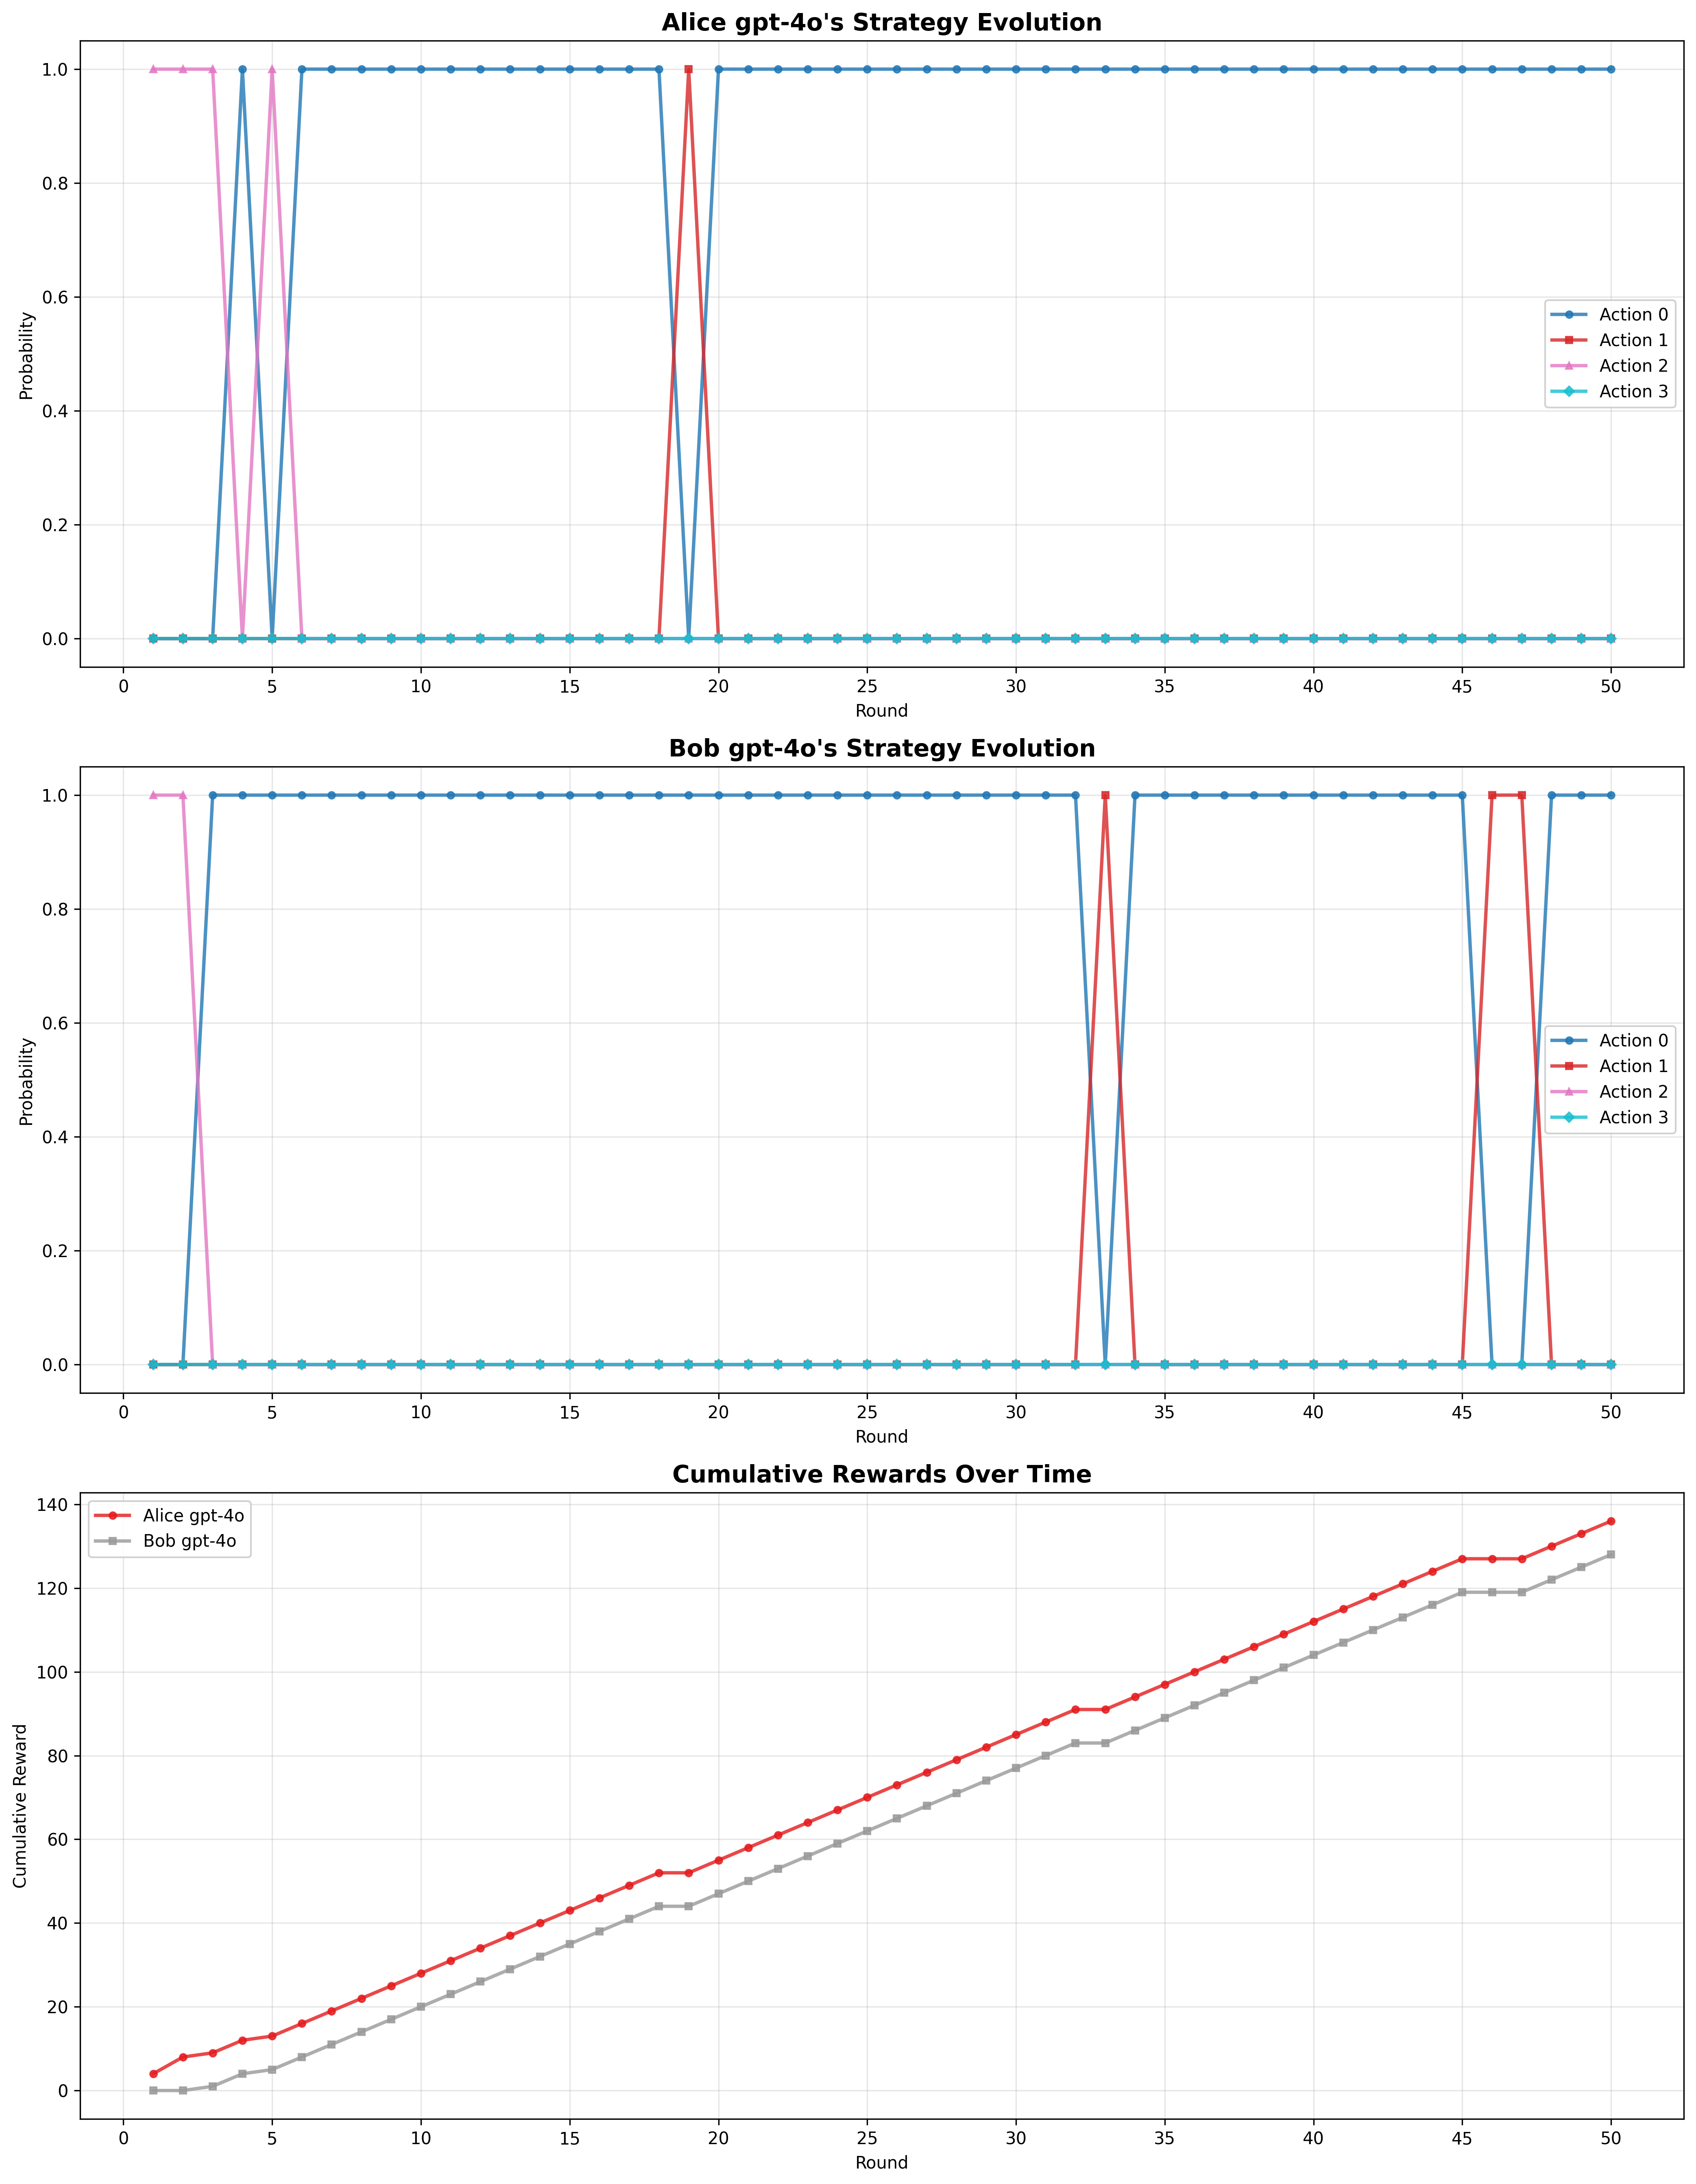 Alice gpt-4o's Strategy Evolution
1.0
0.8
0.6
0.4
0.2
0.0
Probability
Action 0
Action 1
Action 2
Action 3
0 5 10 15 20 25 30 35 40 45 50
Round
Bob gpt-4o's Strategy Evolution
1.0
0.8
0.6
0.4
0.2
0.0
Probability
Action 0
Action 1
Action 2
Action 3
0 5 10 15 20 25 30 35 40 45 50
Round
Cumulative Rewards Over Time
140
120
100
80
60
40
20
0
Cumulative Reward
Alice gpt-4o
Bob gpt-4o
0 5 10 15 20 25 30 35 40 45 50
Round